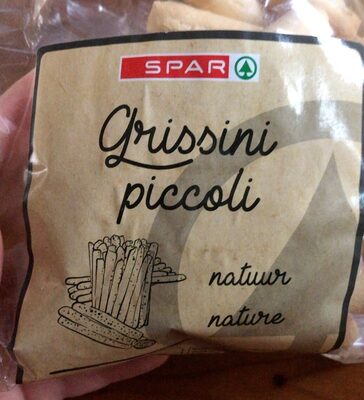 SPAR
Grissini
piccoli
natuur
nature